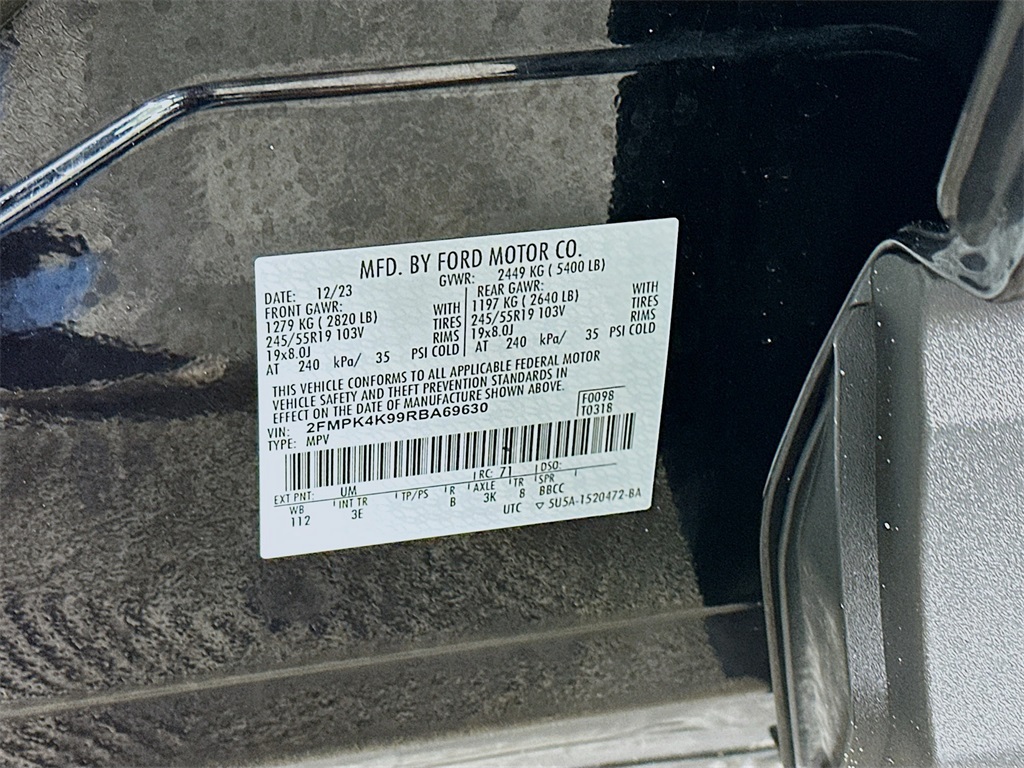 MFD. BY FORD MOTOR CO.
DATE: 12/23 GVWR: 2449 KG ( 5400 LB)
FRONT GAWR: WITH REAR GAWR: WITH
1279 KG ( 2820 LB) TIRES 1197 KG ( 2640 LB) TIRES
245/55R19 103V RIMS 245/55R19 103V RIMS
19x8.0J 19x8.0J
AT 240 kPa/ 35 PSI COLD AT 240 kPa/ 35 PSI COLD
THIS VEHICLE CONFORMS TO ALL APPLICABLE FEDERAL MOTOR
VEHICLE SAFETY AND THEFT PREVENTION STANDARDS IN
EFFECT ON THE DATE OF MANUFACTURE SHOWN ABOVE.
VIN: 2FMPK4K99RBA69630 F0098
TYPE: MPV T0318
EXT PNT: UM RC: 71 DSO:
WB INT TR TP/PS R AXLE TR SPR
112 3E B 3K 8 BBCC
UTC ▽ 5U5A-1520472-BA